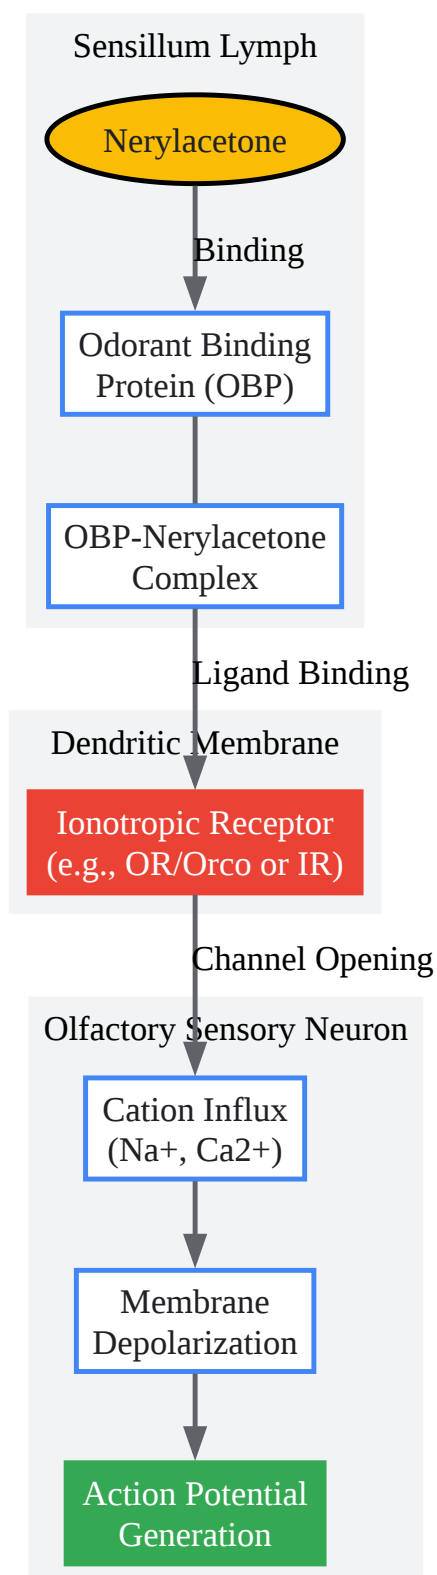 Sensillum Lymph
Nerylacetone
Binding
Odorant Binding
Protein (OBP)
OBP-Nerylacetone
Complex
Ligand Binding
Dendritic Membrane
Ionotropic Receptor
(e.g., OR/Orco or IR)
Channel Opening
Olfactory Sensory Neuron
Cation Influx
(Na+, Ca2+)
Membrane
Depolarization
Action Potential
Generation